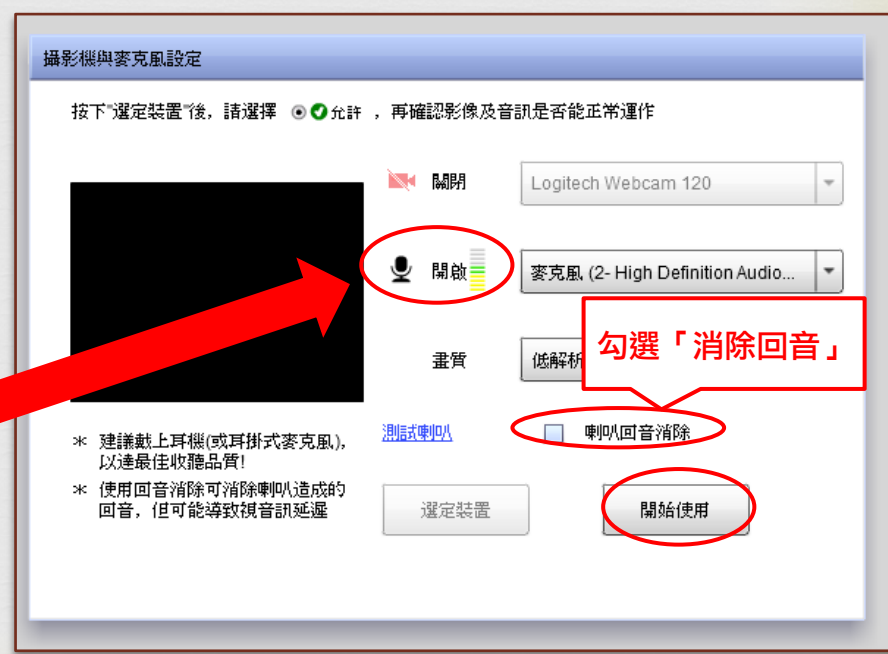 攝影機與麥克風設定
按下"選定裝置"後, 請選擇 允許 , 再確認影像及音訊是否能正常運作
關閉 Logitech Webcam 120
開啟 麥克風 (2- High Definition Audio...
勾選「消除回音」
畫質 低解析
測試喇叭 喇叭回音消除
* 建議戴上耳機(或耳掛式麥克風),
以達最佳收聽品質!
* 使用回音消除可消除喇叭造成的
回音, 但可能導致視音訊延遲
選定裝置 開始使用